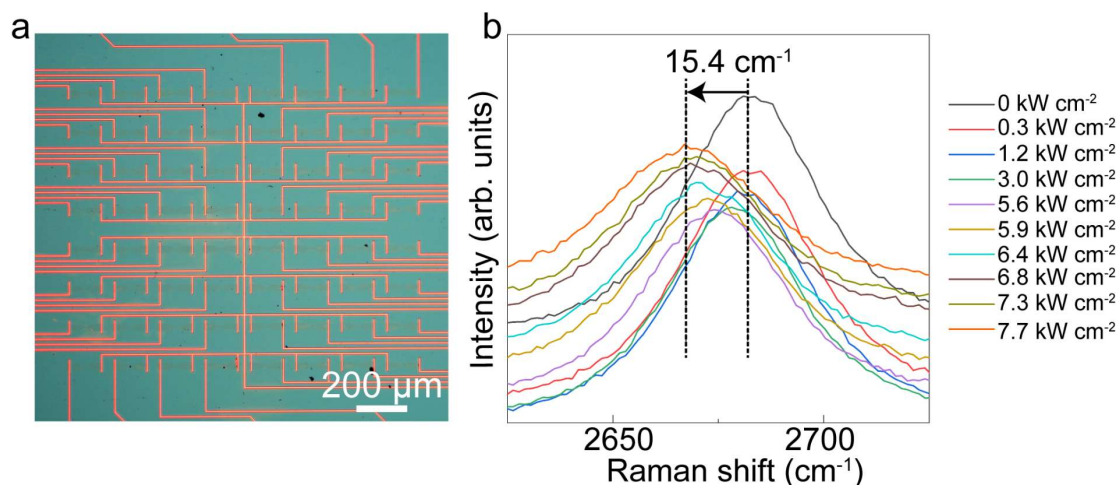 a
200 μm
b
15.4 cm⁻¹
Intensity (arb. units)
2650
2700
Raman shift (cm⁻¹)
0 kW cm⁻²
0.3 kW cm⁻²
1.2 kW cm⁻²
3.0 kW cm⁻²
5.6 kW cm⁻²
5.9 kW cm⁻²
6.4 kW cm⁻²
6.8 kW cm⁻²
7.3 kW cm⁻²
7.7 kW cm⁻²